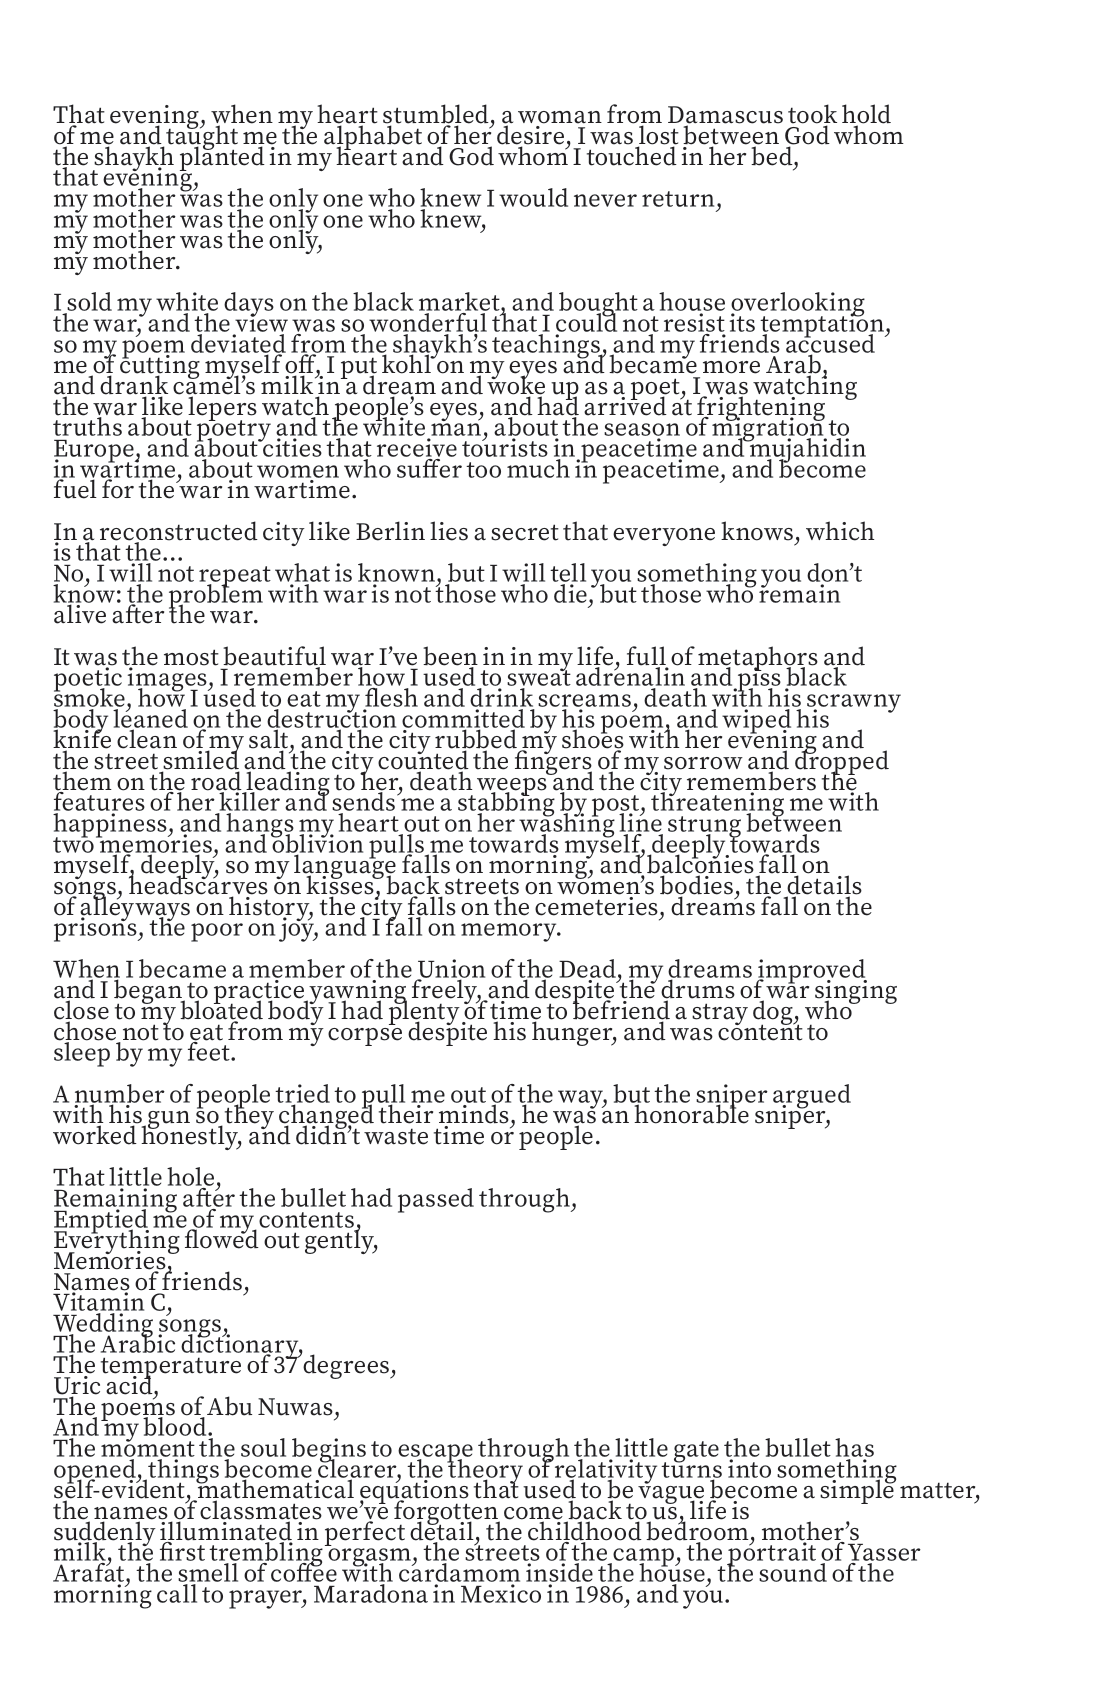 That evening, when my heart stumbled, a woman from Damascus took hold
of me and taught me the alphabet of her desire, I was lost between God whom
the shaykh planted in my heart and God whom I touched in her bed,
that evening,
my mother was the only one who knew I would never return,
my mother was the only one who knew,
my mother was the only,
my mother.

I sold my white days on the black market, and bought a house overlooking
the war, and the view was so wonderful that I could not resist its temptation,
so my poem deviated from the shaykh’s teachings, and my friends accused
me of cutting myself off, I put kohl on my eyes and became more Arab,
and drank camel’s milk in a dream and woke up as a poet, I was watching
the war like lepers watch people’s eyes, and had arrived at frightening
truths about poetry and the white man, about the season of migration to
Europe, and about cities that receive tourists in peacetime and mujahidin
in wartime, about women who suffer too much in peacetime, and become
fuel for the war in wartime.

In a reconstructed city like Berlin lies a secret that everyone knows, which
is that the...
No, I will not repeat what is known, but I will tell you something you don’t
know: the problem with war is not those who die, but those who remain
alive after the war.

It was the most beautiful war I’ve been in in my life, full of metaphors and
poetic images, I remember how I used to sweat adrenalin and piss black
smoke, how I used to eat my flesh and drink screams, death with his scrawny
body leaned on the destruction committed by his poem, and wiped his
knife clean of my salt, and the city rubbed my shoes with her evening and
the street smiled and the city counted the fingers of my sorrow and dropped
them on the road leading to her, death weeps and the city remembers the
features of her killer and sends me a stabbing by post, threatening me with
happiness, and hangs my heart out on her washing line strung between
two memories, and oblivion pulls me towards myself, deeply towards
myself, deeply, so my language falls on morning, and balconies fall on
songs, headscarves on kisses, back streets on women’s bodies, the details
of alleyways on history, the city falls on the cemeteries, dreams fall on the
prisons, the poor on joy, and I fall on memory.

When I became a member of the Union of the Dead, my dreams improved
and I began to practice yawning freely, and despite the drums of war singing
close to my bloated body I had plenty of time to befriend a stray dog, who
chose not to eat from my corpse despite his hunger, and was content to
sleep by my feet.

A number of people tried to pull me out of the way, but the sniper argued
with his gun so they changed their minds, he was an honorable sniper,
worked honestly, and didn’t waste time or people.

That little hole,
Remaining after the bullet had passed through,
Emptied me of my contents,
Everything flowed out gently,
Memories,
Names of friends,
Vitamin C,
Wedding songs,
The Arabic dictionary,
The temperature of 37 degrees,
Uric acid,
The poems of Abu Nuwas,
And my blood.
The moment the soul begins to escape through the little gate the bullet has
opened, things become clearer, the theory of relativity turns into something
self-evident, mathematical equations that used to be vague become a simple matter,
the names of classmates we’ve forgotten come back to us, life is
suddenly illuminated in perfect detail, the childhood bedroom, mother’s
milk, the first trembling orgasm, the streets of the camp, the portrait of Yasser
Arafat, the smell of coffee with cardamom inside the house, the sound of the
morning call to prayer, Maradona in Mexico in 1986, and you.